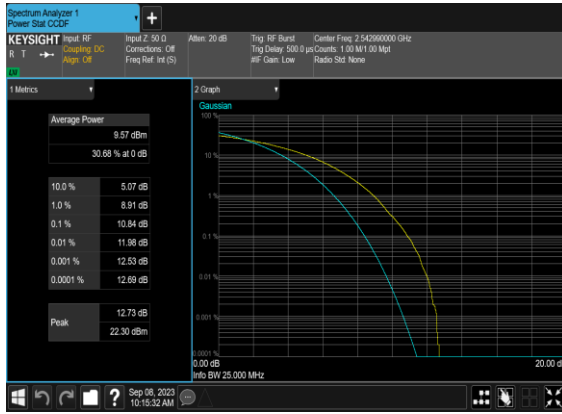 Spectrum Analyzer 1
Power Stat CCDF
KEYSIGHT
R T
LXI
Input: RF
Coupling: DC
Align: Off
Input Z: 50 Ω
Corrections: Off
Freq Ref: Int (S)
Atten: 20 dB
Trig: RF Burst
Trig Delay: 500.0 µs
#IF Gain: Low
Center Freq: 2.542990000 GHz
Counts: 1.00 M/1.00 Mpt
Radio Std: None
1 Metrics
Average Power
9.57 dBm
30.68 % at 0 dB
10.0 % 5.07 dB
1.0 % 8.91 dB
0.1 % 10.84 dB
0.01 % 11.98 dB
0.001 % 12.53 dB
0.0001 % 12.69 dB
Peak
12.73 dB
22.30 dBm
2 Graph
Gaussian
100 %
10 %
1 %
0.1 %
0.01 %
0.001 %
0.0001 %
0.00 dB
20.00 d
Info BW 25.000 MHz
?
Sep 08, 2023
10:15:32 AM